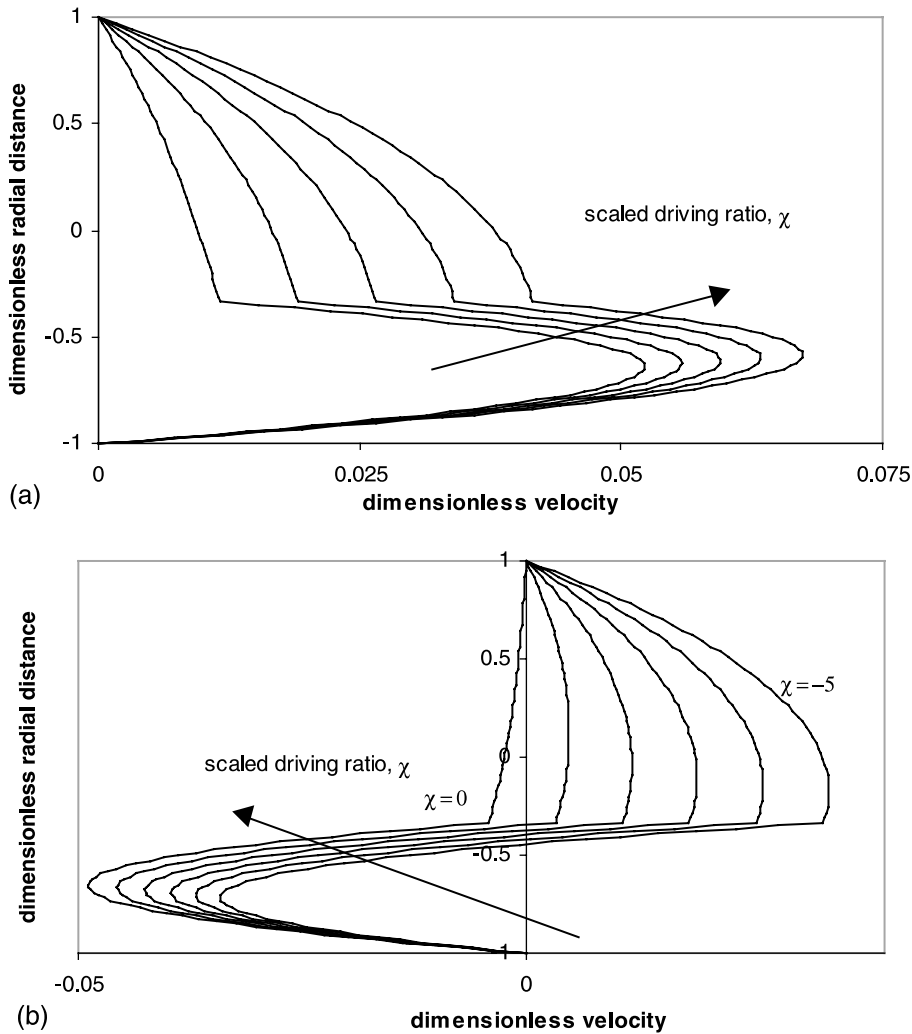 1
0.5
0
-0.5
-1
dimensionless radial distance
scaled driving ratio, χ
0
0.025
0.05
0.075
dimensionless velocity
(a)
1
0.5
0
-0.5
1
dimensionless radial distance
χ=−5
scaled driving ratio, χ
χ=0
-0.05
0
dimensionless velocity
(b)